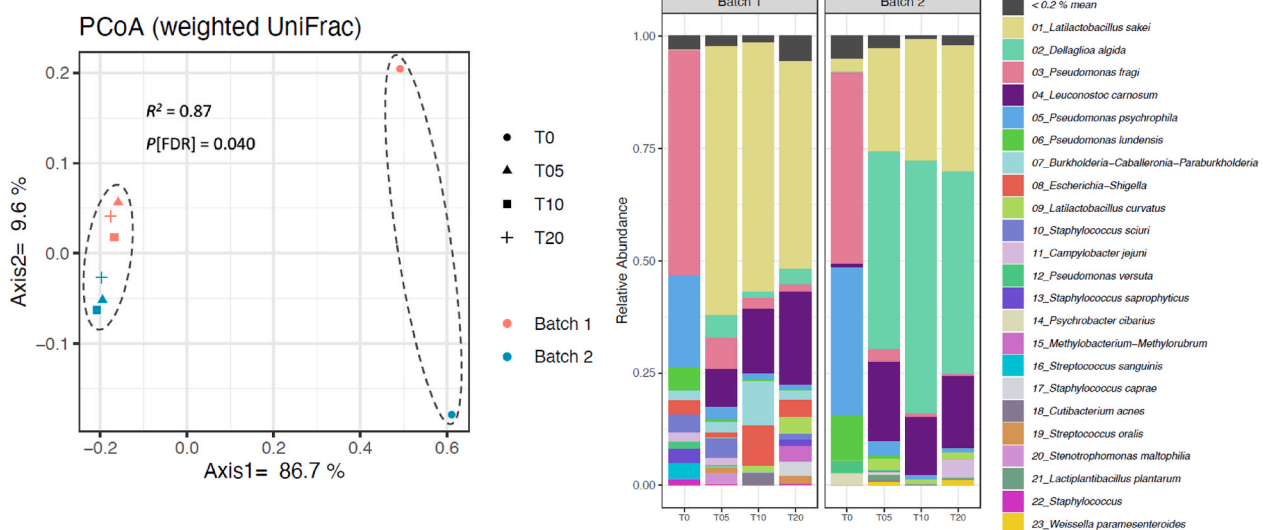 PCoA (weighted UniFrac)
0.2
0.1
0.0
−0.1
Axis2=  9.6 %
R² = 0.87
P[FDR] = 0.040
−0.2
0.0
0.2
0.4
0.6
Axis1=  86.7 %
T0
T05
T10
T20
Batch 1
Batch 2
Batch 1
Batch 2
Relative Abundance
1.00
0.75
0.50
0.25
0.00
T0
T05
T10
T20
T0
T05
T10
T20
< 0.2 % mean
01_Latilactobacillus sakei
02_Dellaglioa algida
03_Pseudomonas fragi
04_Leuconostoc carnosum
05_Pseudomonas psychrophila
06_Pseudomonas lundensis
07_Burkholderia−Caballeronia−Paraburkholderia
08_Escherichia−Shigella
09_Latilactobacillus curvatus
10_Staphylococcus sciuri
11_Campylobacter jejuni
12_Pseudomonas versuta
13_Staphylococcus saprophyticus
14_Psychrobacter cibarius
15_Methylobacterium−Methylorubrum
16_Streptococcus sanguinis
17_Staphylococcus caprae
18_Cutibacterium acnes
19_Streptococcus oralis
20_Stenotrophomonas maltophilia
21_Lactiplantibacillus plantarum
22_Staphylococcus
23_Weissella paramesenteroides